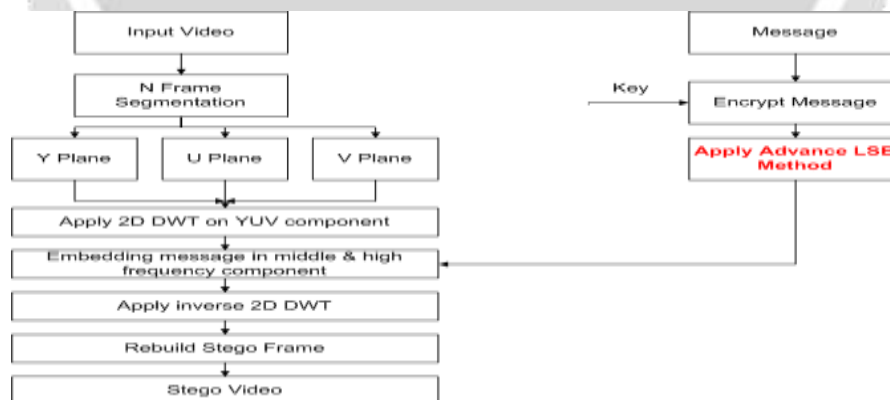 Input Video
N Frame
Segmentation
Y Plane
U Plane
V Plane
Apply 2D DWT on YUV component
Embedding message in middle & high
frequency component
Apply inverse 2D DWT
Rebuild Stego Frame
Stego Video
Message
Key
Encrypt Message
Apply Advance LSB
Method